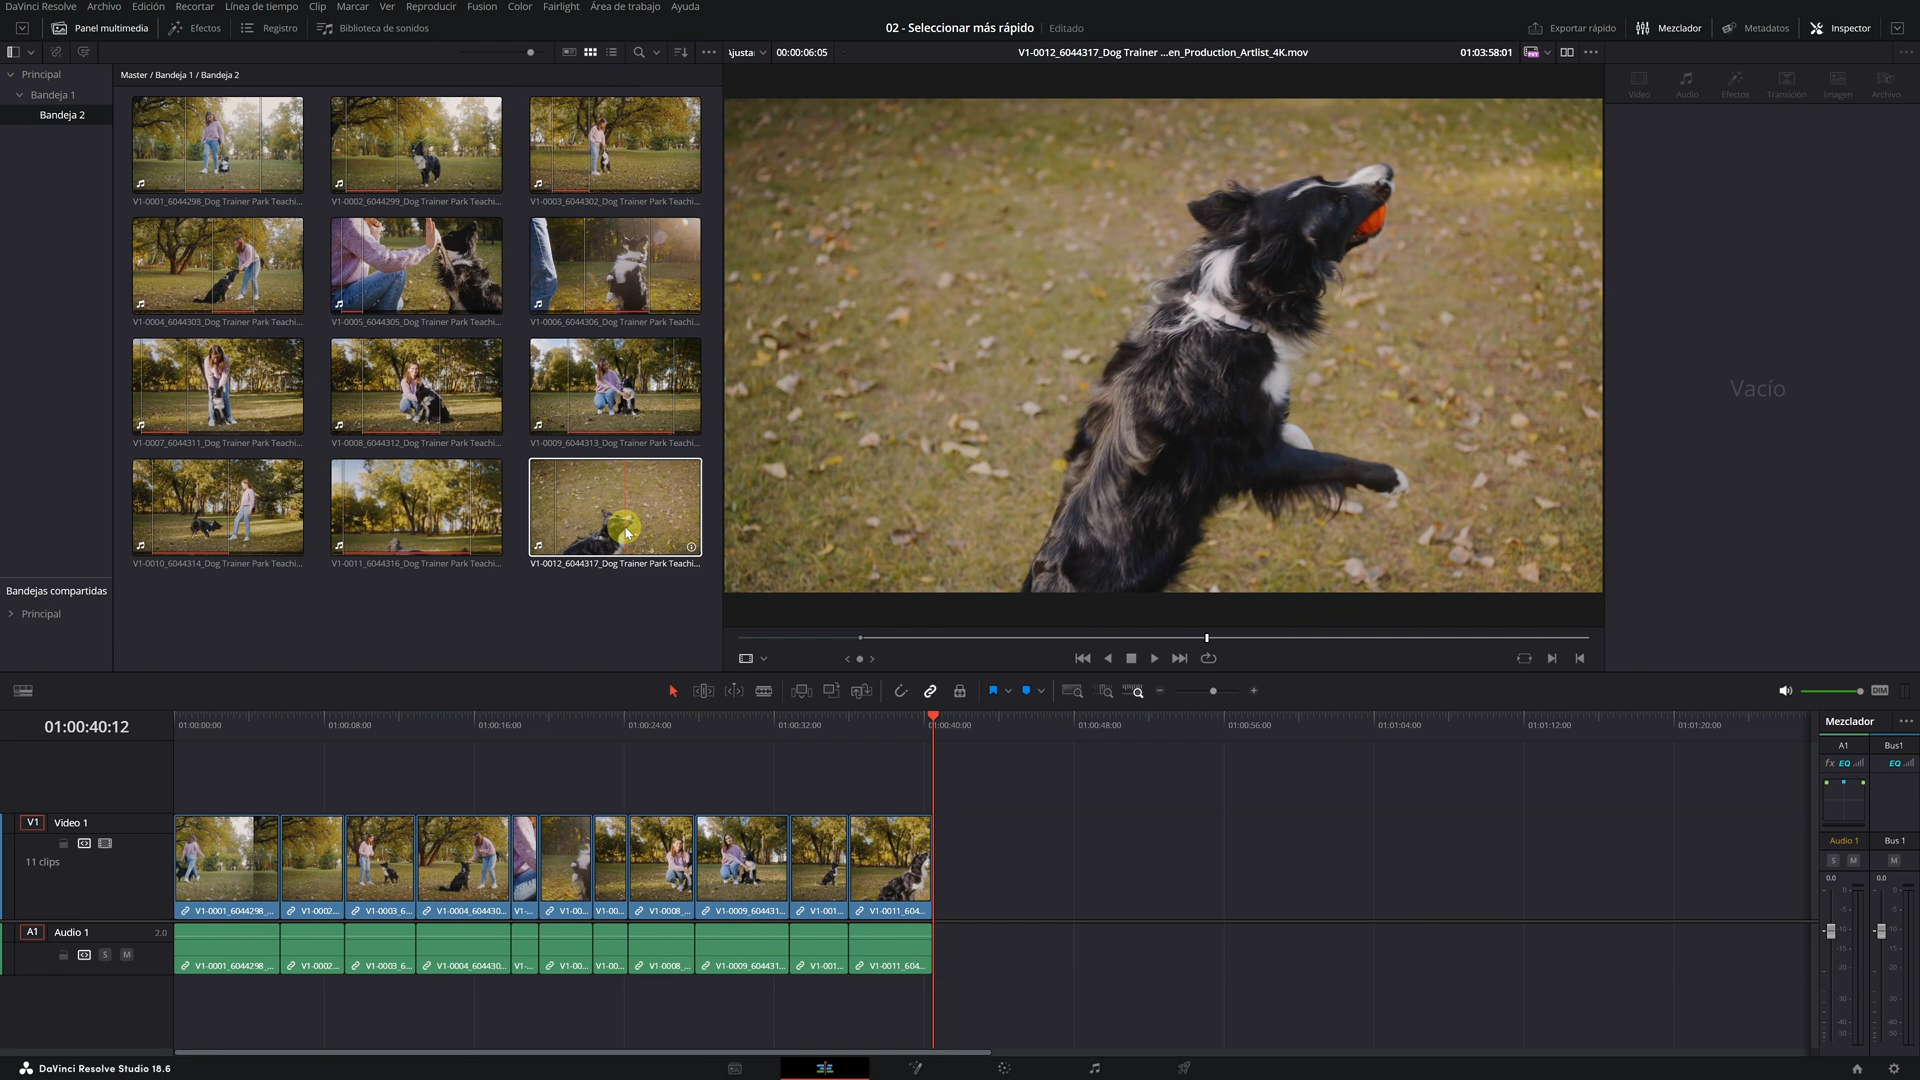 DaVinci Resolve Archivo Edición Recortar Línea de tiempo Clip Marcar Ver Reproducir Fusion Color Fairlight Área de trabajo Ayuda
Panel multimedia Efectos Registro Biblioteca de sonidos 02 - Seleccionar más rápido Editado Exportar rápido Mezclador Metadatos Inspector
00:00:06:05 V1-0012_6044317_Dog Trainer ...en_Production_Artlist_4K.mov 01:03:58:01
Principal
Bandeja 1
Bandeja 2
Master / Bandeja 1 / Bandeja 2
Video Audio Efectos Transición Imagen Archivo
V1-0001_6044298_Dog Trainer Park Teachi... V1-0002_6044299_Dog Trainer Park Teachi... V1-0003_6044302_Dog Trainer Park Teachi...
V1-0004_6044303_Dog Trainer Park Teachi... V1-0005_6044305_Dog Trainer Park Teachi... V1-0006_6044306_Dog Trainer Park Teachi...
Vacío
V1-0007_6044311_Dog Trainer Park Teachi... V1-0008_6044312_Dog Trainer Park Teachi... V1-0009_6044313_Dog Trainer Park Teachi...
V1-0010_6044314_Dog Trainer Park Teachi... V1-0011_6044316_Dog Trainer Park Teachi... V1-0012_6044317_Dog Trainer Park Teachi...
Bandejas compartidas
Principal
DIM
01:00:40:12
01:00:00:00 01:00:08:00 01:00:16:00 01:00:24:00 01:00:32:00 01:00:40:00 01:00:48:00 01:00:56:00 01:01:04:00 01:01:12:00 01:01:20:00
Mezclador
A1 Bus1
fx EQ EQ
V1 Video 1
11 clips
Audio 1 Bus 1
S M M
0.0 0.0
V1-0001_6044298_... V1-0002... V1-0003_6... V1-0004_604430... V1-... V1-00... V1-00... V1-0008_... V1-0009_60443​1... V1-001... V1-0011_604...
A1 Audio 1 2.0
S M
V1-0001_6044298_... V1-0002... V1-0003_6... V1-0004_604430... V1-... V1-00... V1-00... V1-0008_... V1-0009_604431... V1-001... V1-0011_604...
DaVinci Resolve Studio 18.6